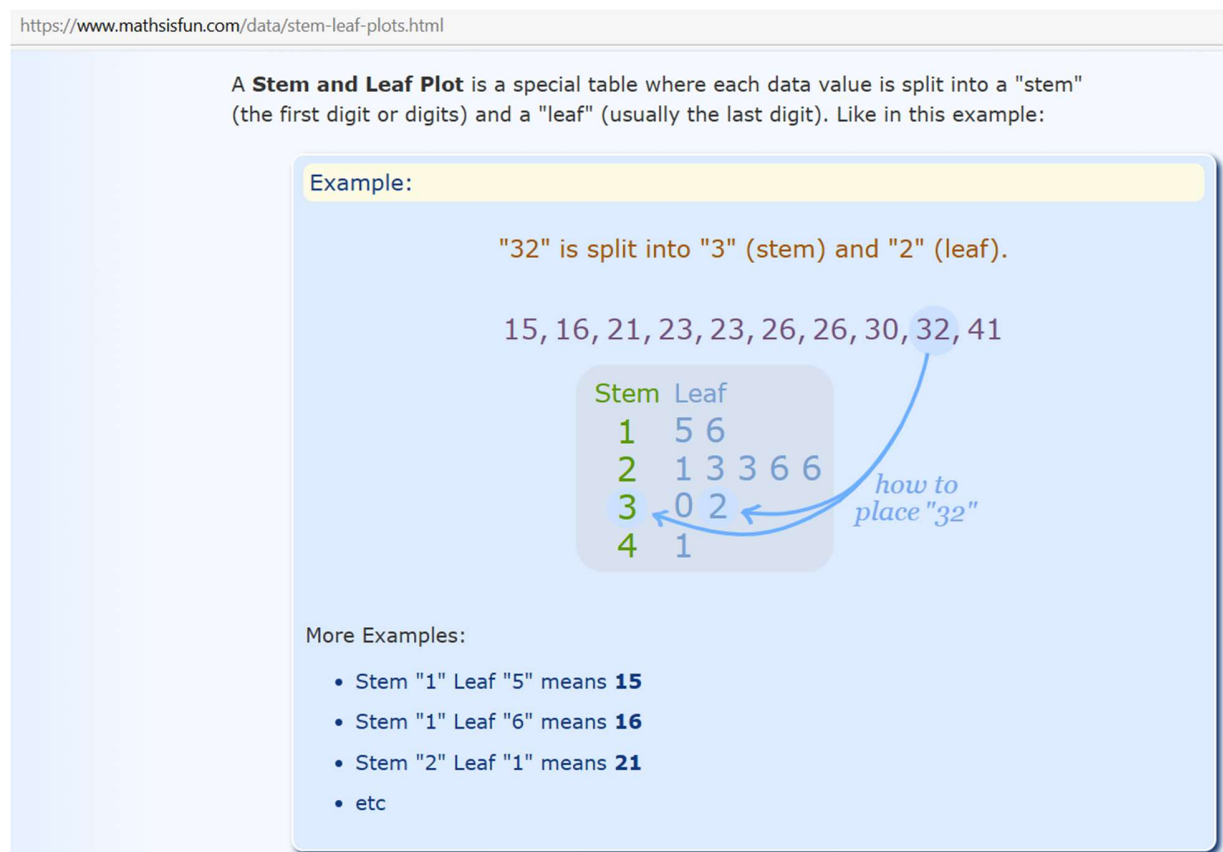 https://www.mathsisfun.com/data/stem-leaf-plots.html
A Stem and Leaf Plot is a special table where each data value is split into a "stem"
(the first digit or digits) and a "leaf" (usually the last digit). Like in this example:
Example:
"32" is split into "3" (stem) and "2" (leaf).
15, 16, 21, 23, 23, 26, 26, 30, 32, 41
Stem Leaf
1 5 6
2 1 3 3 6 6
3 0 2
4 1
how to
place "32"
More Examples:
• Stem "1" Leaf "5" means 15
• Stem "1" Leaf "6" means 16
• Stem "2" Leaf "1" means 21
• etc